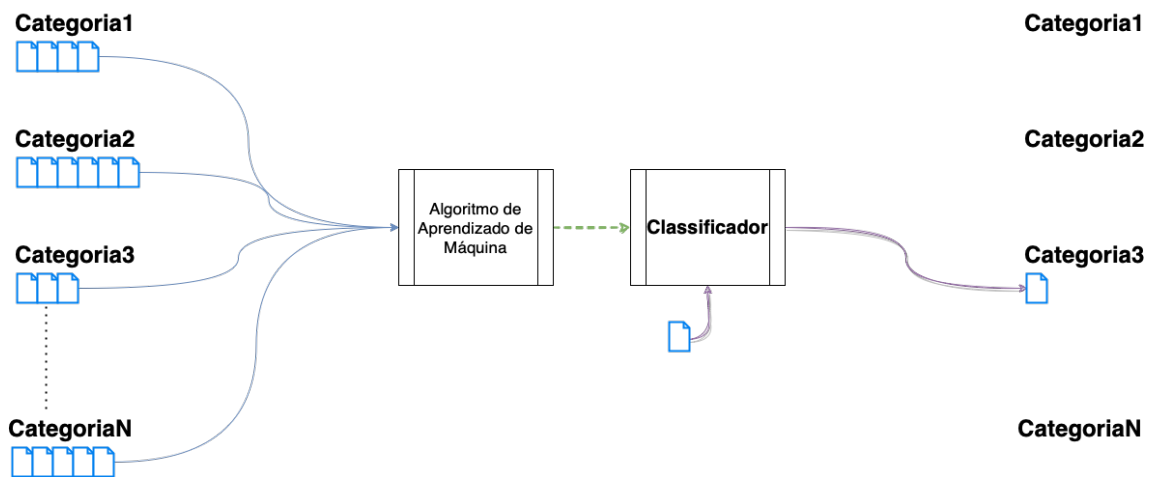 Categoria1
Categoria2
Categoria3
CategoriaN
Algoritmo de
Aprendizado de
Máquina
Classificador
Categoria1
Categoria2
Categoria3
CategoriaN